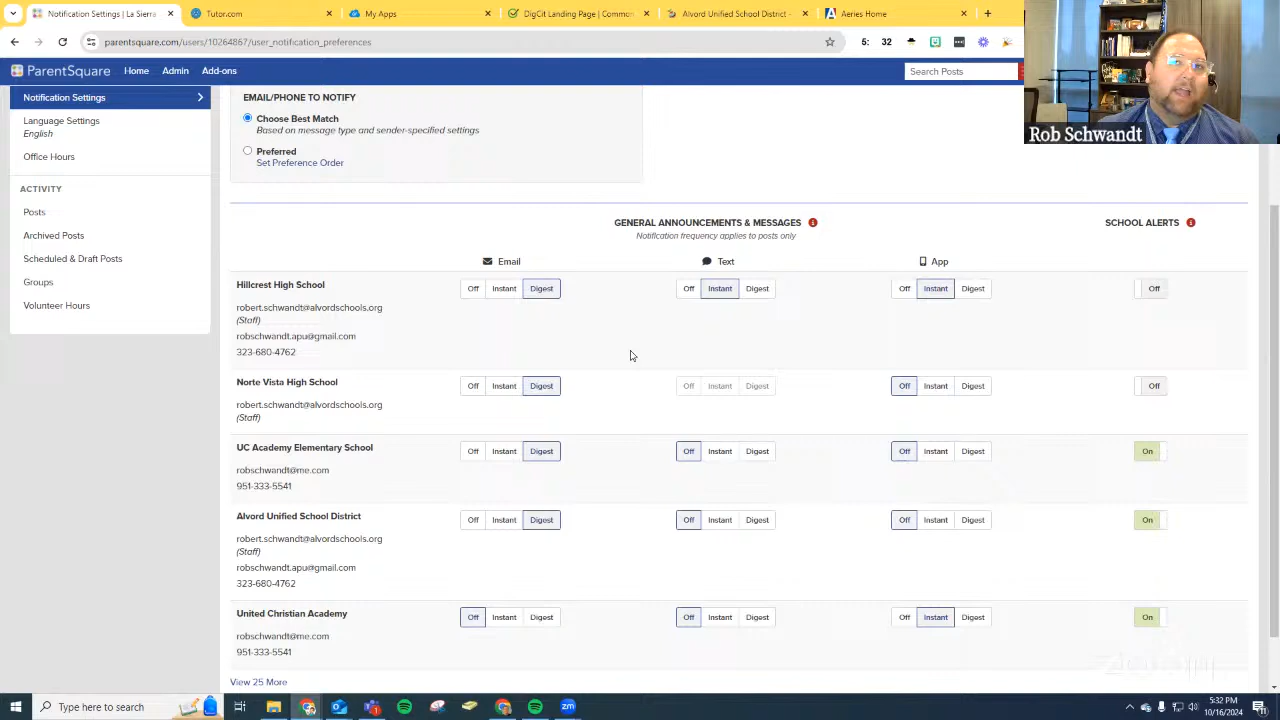 Notification Settings | La Sierra
Tutor.com
My Apps
DigCit Landing Page | Common
Alvord Unified School District -
Aeries Home
parentsquare.com/users/10264867/user_notification_preferences
5: 32
ParentSquare Home Admin Add-ons
Search Posts
Rob Schwandt
Notification Settings
Language Settings
English
Office Hours
ACTIVITY
Posts
Archived Posts
Scheduled & Draft Posts
Groups
Volunteer Hours
EMAIL/PHONE TO NOTIFY
Choose Best Match
Based on message type and sender-specified settings
Preferred
Set Preference Order
GENERAL ANNOUNCEMENTS & MESSAGES
SCHOOL ALERTS
Notification frequency applies to posts only
Email Text App
Hillcrest High School Off Instant Digest Off Instant Digest Off Instant Digest Off
robert.schwandt@alvordschools.org
(Staff)
robschwandt.apu@gmail.com
323-680-4762
Norte Vista High School Off Instant Digest Off Instant Digest Off Instant Digest Off
robert.schwandt@alvordschools.org
(Staff)
UC Academy Elementary School Off Instant Digest Off Instant Digest Off Instant Digest On
robschwandt@me.com
951-333-5541
Alvord Unified School District Off Instant Digest Off Instant Digest Off Instant Digest On
robert.schwandt@alvordschools.org
(Staff)
robschwandt.apu@gmail.com
323-680-4762
United Christian Academy Off Instant Digest Off Instant Digest Off Instant Digest On
robschwandt@me.com
951-333-5541
View 25 More
Type here to search
5:32 PM
10/16/2024